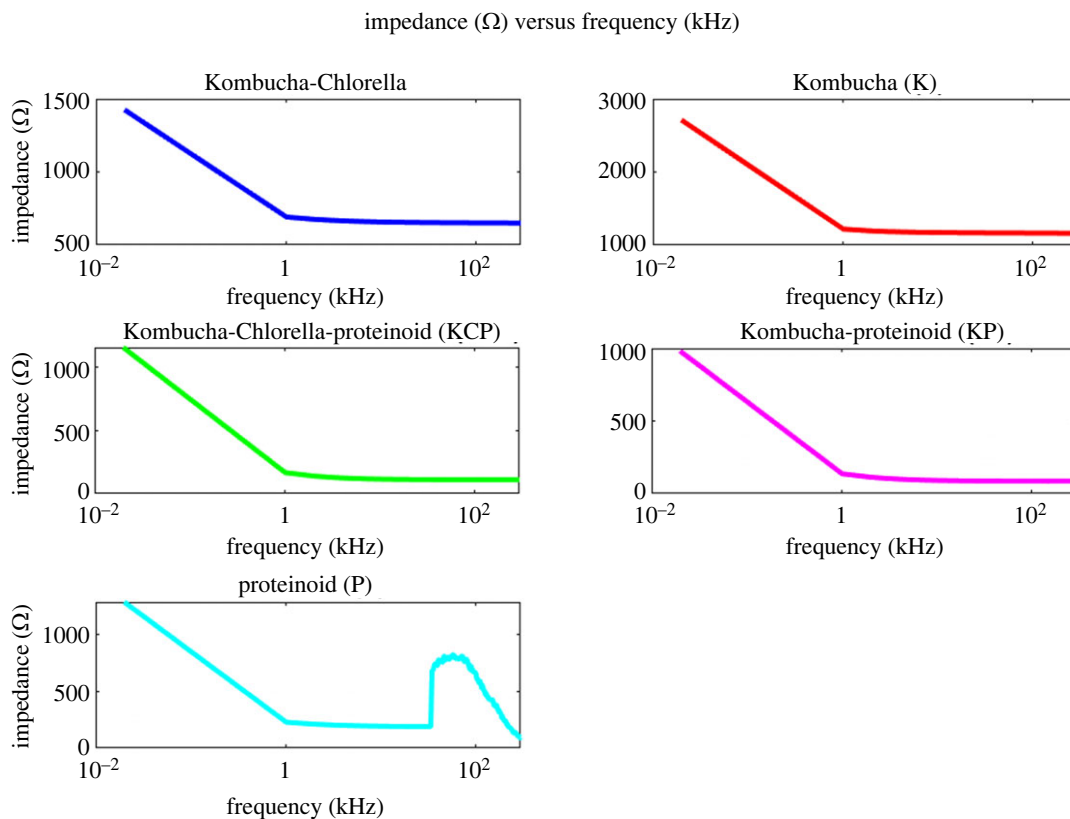 impedance (Ω) versus frequency (kHz)
Kombucha-Chlorella
1500
1000
500
impedance (Ω)
10⁻²
1
10²
frequency (kHz)
Kombucha (K)
3000
2000
1000
10⁻²
1
10²
frequency (kHz)
Kombucha-Chlorella-proteinoid (KCP)
1000
500
0
impedance (Ω)
10⁻²
1
10²
frequency (kHz)
Kombucha-proteinoid (KP)
1000
500
0
10⁻²
1
10²
frequency (kHz)
proteinoid (P)
1000
500
0
impedance (Ω)
10⁻²
1
10²
frequency (kHz)